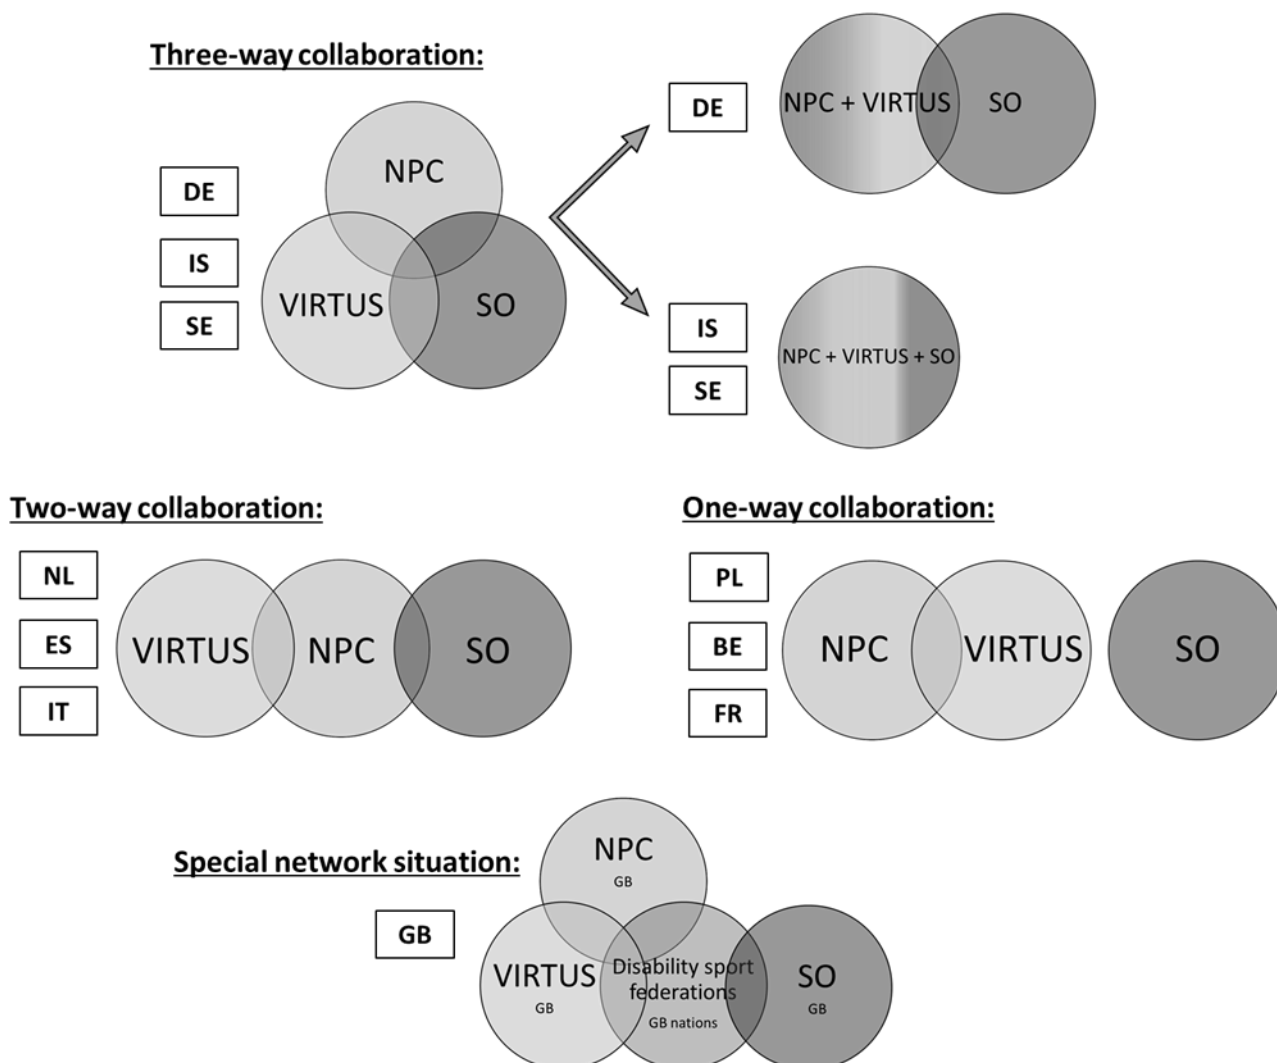 Three-way collaboration:
DE
IS
SE
NPC
VIRTUS
SO
DE
NPC + VIRTUS
SO
IS
SE
NPC + VIRTUS + SO
Two-way collaboration:
NL
ES
IT
VIRTUS
NPC
SO
One-way collaboration:
PL
BE
FR
NPC
VIRTUS
SO
Special network situation:
GB
NPC
GB
VIRTUS
GB
Disability sport
federations
GB nations
SO
GB